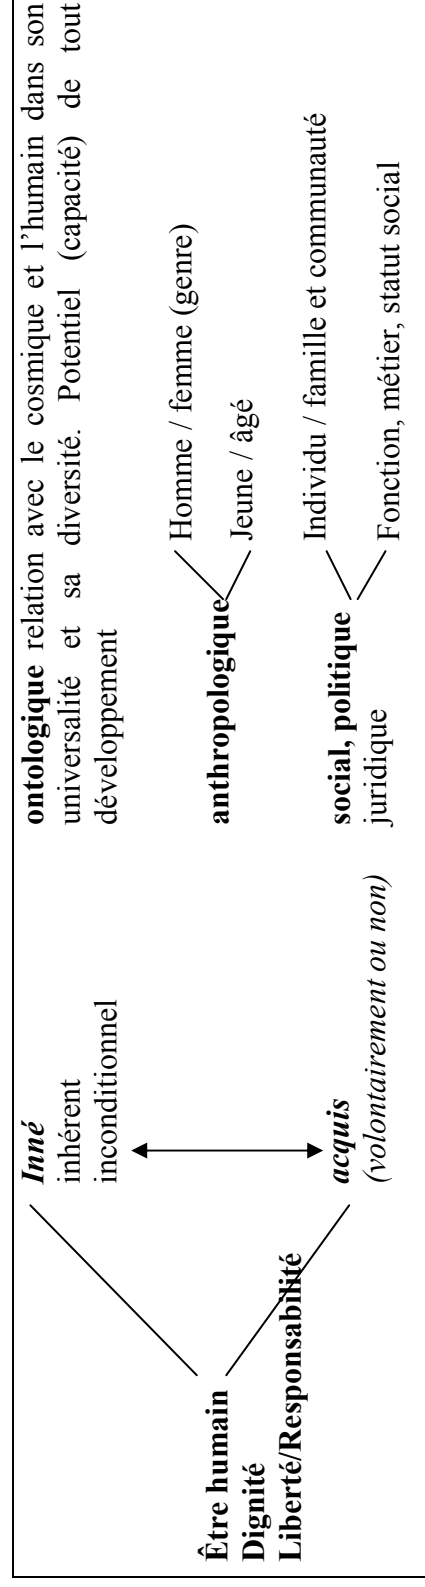 Être humain
Dignité
Liberté/Responsabilité
Inné
inhérent
inconditionnel
acquis
(volontairement ou non)
ontologique relation avec le cosmique et l'humain dans son
universalité et sa diversité. Potentiel (capacité) de tout
développement
anthropologique
Homme / femme (genre)
Jeune / âgé
social, politique
juridique
Individu / famille et communauté
Fonction, métier, statut social